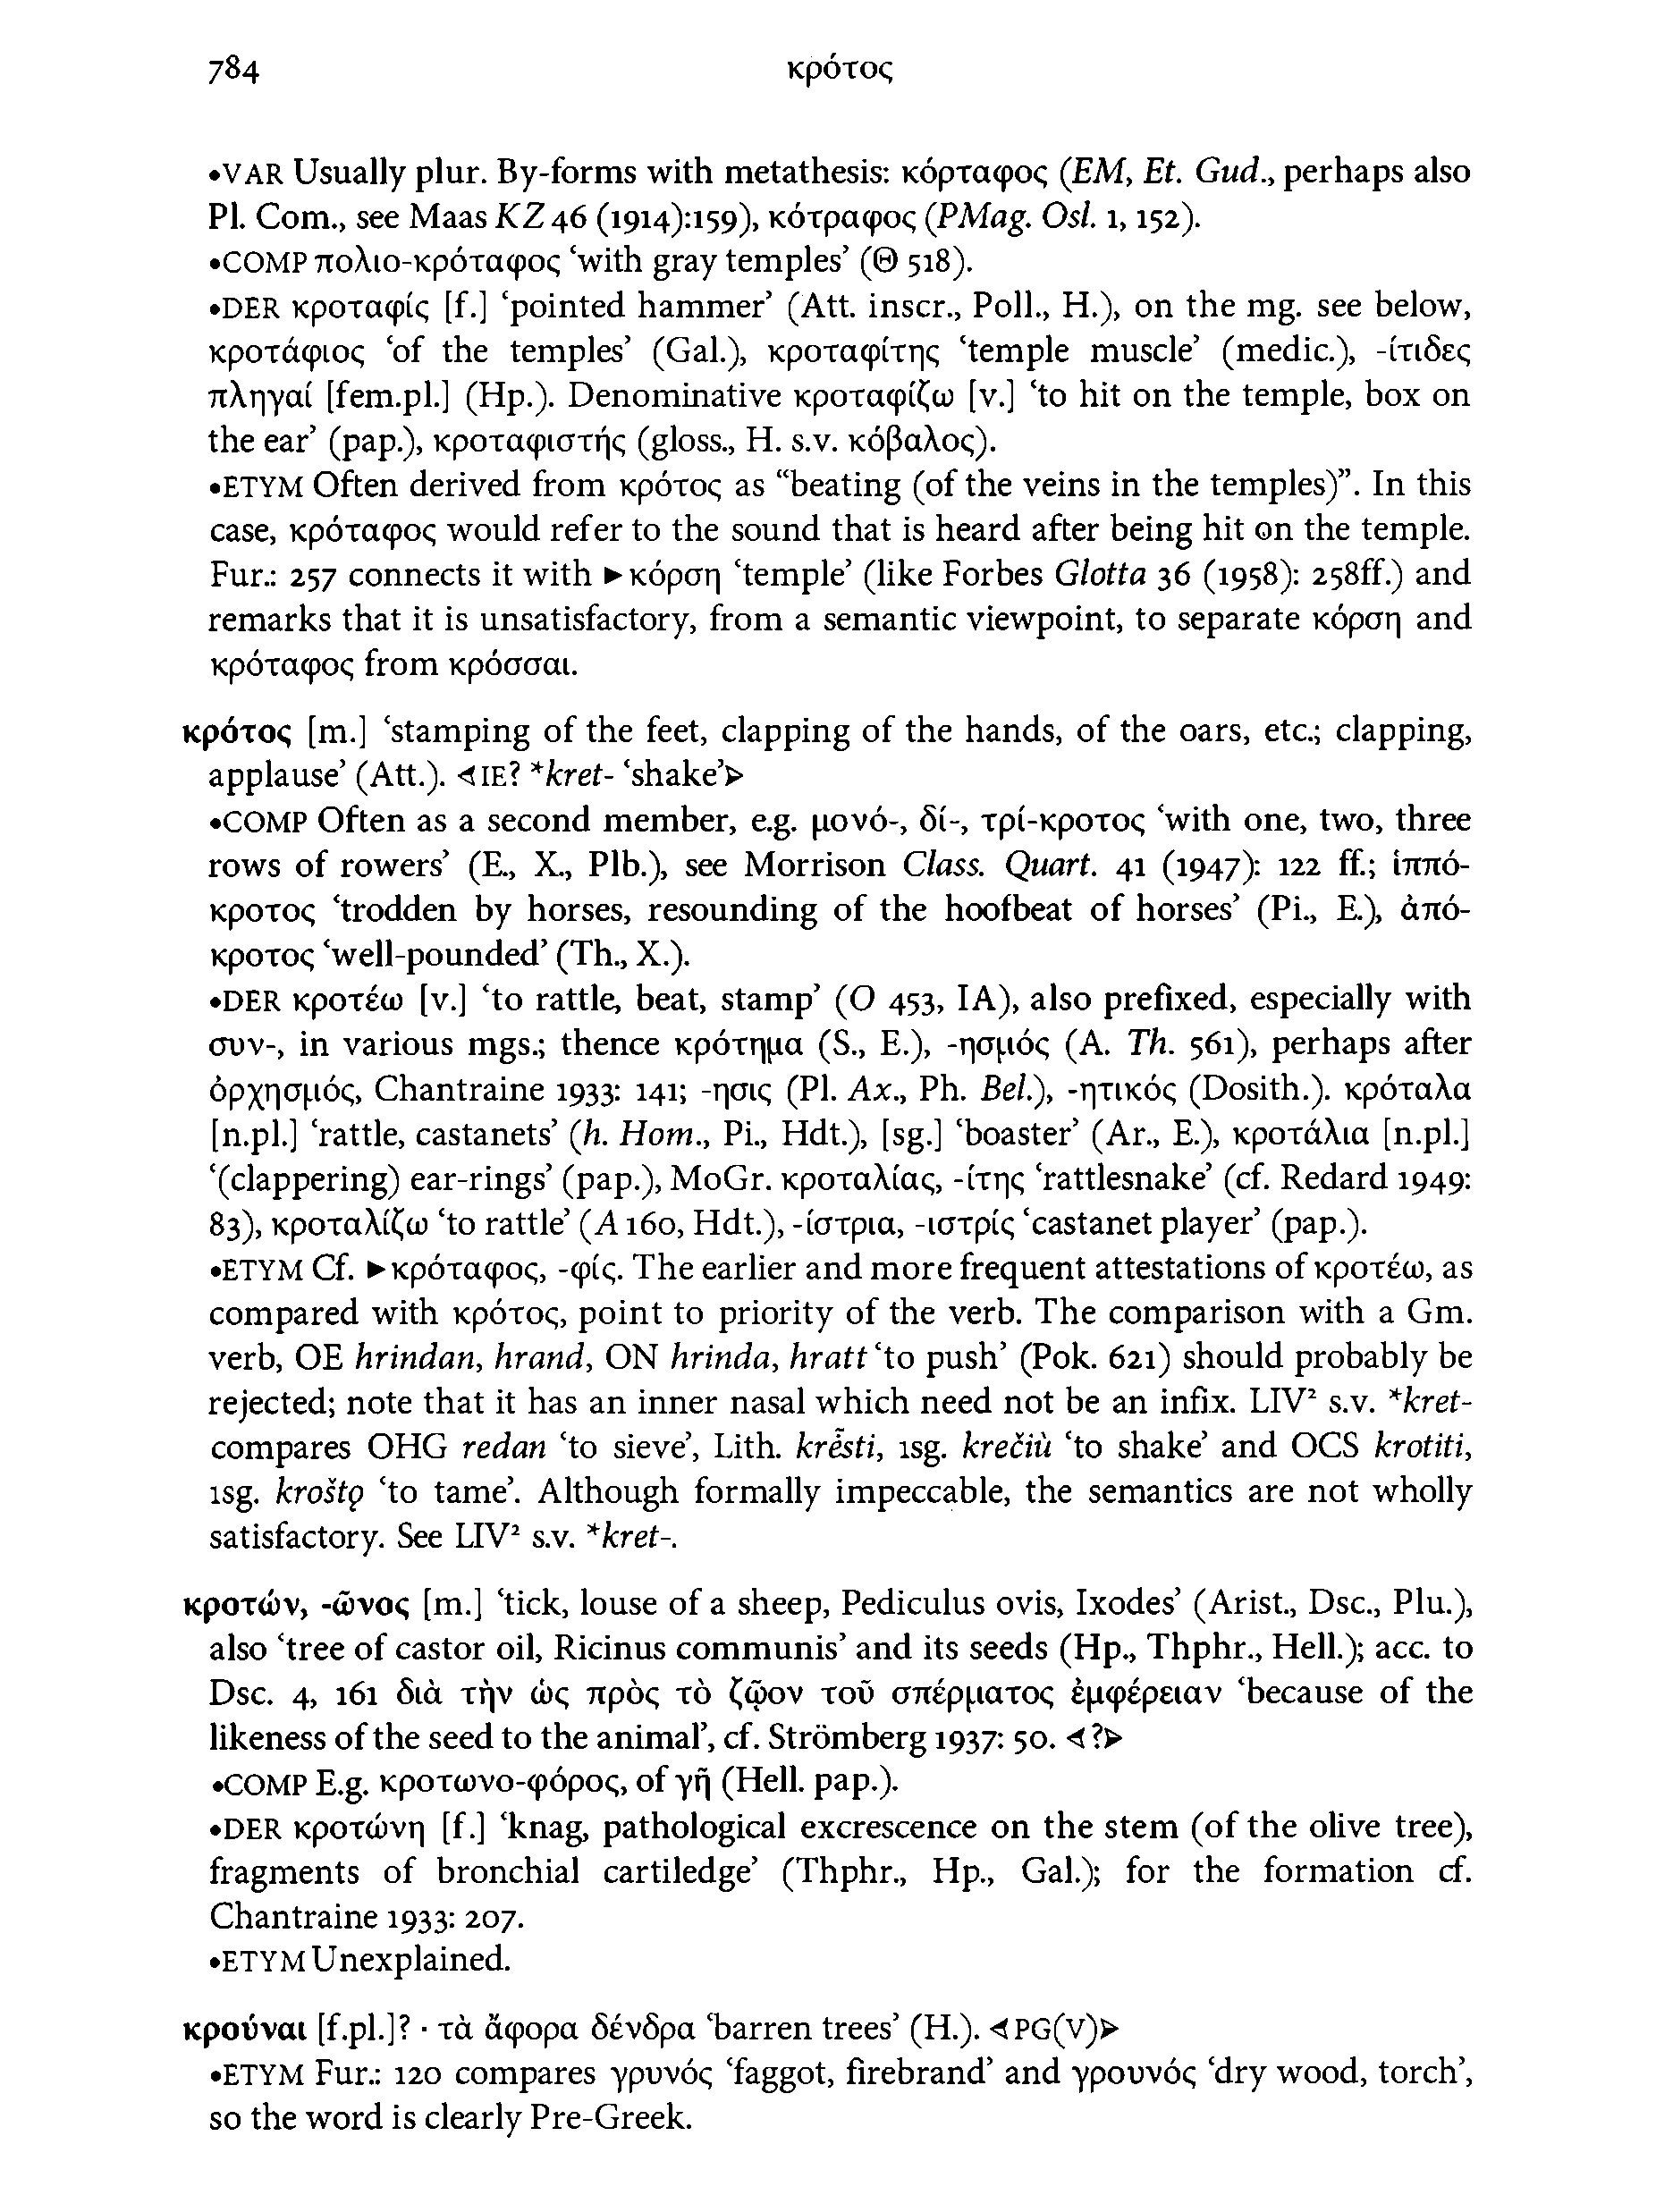 784 κρότος
•VAR Usually plur. By-forms with metathesis: κόρταφος (EM, Et. Gud., perhaps also
Pl. Com., see Maas KZ 46 (1914):159), κότραφος (PMag. Osl. 1, 152).
•COMP πολιο-κρόταφος ‘with gray temples’ (Θ 518).
•DER κροταφίς [f.] ‘pointed hammer’ (Att. inscr., Poll., H.), on the mg. see below,
κροτάφιος ‘of the temples’ (Gal.), κροταφίτης ‘temple muscle’ (medic.), -ίτιδες
πληγαί [fem.pl.] (Hp.). Denominative κροταφίζω [v.] ‘to hit on the temple, box on
the ear’ (pap.), κροταφιστής (gloss., H. s.v. κόβαλος).
•ETYM Often derived from κρότος as “beating (of the veins in the temples)”. In this
case, κρόταφος would refer to the sound that is heard after being hit on the temple.
Fur.: 257 connects it with ►κόρση ‘temple’ (like Forbes Glotta 36 (1958): 258ff.) and
remarks that it is unsatisfactory, from a semantic viewpoint, to separate κόρση and
κρόταφος from κρόσσαι.
κρότος [m.] ‘stamping of the feet, clapping of the hands, of the oars, etc.; clapping,
applause’ (Att.). ⊲IE? *kret- ‘shake’⊳
•COMP Often as a second member, e.g. μονό-, δί-, τρί-κροτος ‘with one, two, three
rows of rowers’ (E., X., Plb.), see Morrison Class. Quart. 41 (1947): 122 ff.; ἱππό-
κροτος ‘trodden by horses, resounding of the hoofbeat of horses’ (Pi., E.), ἀπό-
κροτος ‘well-pounded’ (Th., X.).
•DER κροτέω [v.] ‘to rattle, beat, stamp’ (O 453, IA), also prefixed, especially with
συν-, in various mgs.; thence κρότημα (S., E.), -ησμός (A. Th. 561), perhaps after
ὀρχησμός, Chantraine 1933: 141; -ησις (Pl. Ax., Ph. Bel.), -ητικός (Dosith.). κρόταλα
[n.pl.] ‘rattle, castanets’ (h. Hom., Pi., Hdt.), [sg.] ‘boaster’ (Ar., E.), κροτάλια [n.pl.]
‘(clappering) ear-rings’ (pap.), MoGr. κροταλίας, -ίτης ‘rattlesnake’ (cf. Redard 1949:
83), κροταλίζω ‘to rattle’ (Λ 160, Hdt.), -ίστρια, -ιστρίς ‘castanet player’ (pap.).
•ETYM Cf. ►κρόταφος, -φίς. The earlier and more frequent attestations of κροτέω, as
compared with κρότος, point to priority of the verb. The comparison with a Gm.
verb, OE hrindan, hrand, ON hrinda, hratt ‘to push’ (Pok. 621) should probably be
rejected; note that it has an inner nasal which need not be an infix. LIV² s.v. *kret-
compares OHG redan ‘to sieve’, Lith. krė̃sti, 1sg. krečiù ‘to shake’ and OCS krotiti,
1sg. kroštǫ ‘to tame’. Although formally impeccable, the semantics are not wholly
satisfactory. See LIV² s.v. *kret-.
κροτών, -ῶνος [m.] ‘tick, louse of a sheep, Pediculus ovis, Ixodes’ (Arist., Dsc., Plu.),
also ‘tree of castor oil, Ricinus communis’ and its seeds (Hp., Thphr., Hell.); acc. to
Dsc. 4, 161 διὰ τὴν ὡς πρὸς τὸ ζῷον τοῦ σπέρματος ἐμφέρειαν ‘because of the
likeness of the seed to the animal’, cf. Strömberg 1937: 50. ⊲?⊳
•COMP E.g. κροτωνο-φόρος, of γῆ (Hell. pap.).
•DER κροτώνη [f.] ‘knag, pathological excrescence on the stem (of the olive tree),
fragments of bronchial cartiledge’ (Thphr., Hp., Gal.); for the formation cf.
Chantraine 1933: 207.
•ETYM Unexplained.
κρούναι [f.pl.]? · τὰ ἄφορα δένδρα ‘barren trees’ (H.). ⊲PG(V)⊳
•ETYM Fur.: 120 compares γρυνός ‘faggot, firebrand’ and γρουνός ‘dry wood, torch’,
so the word is clearly Pre-Greek.